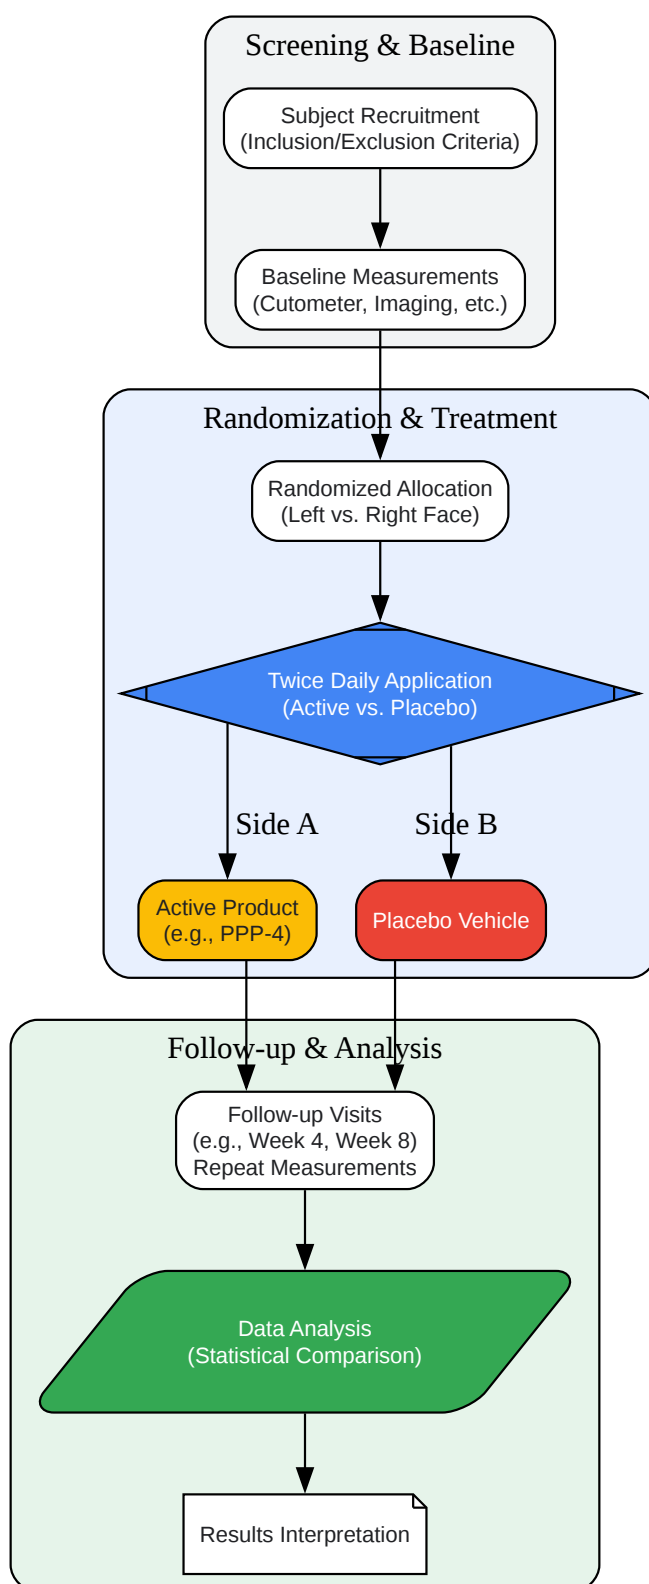 Screening & Baseline
Subject Recruitment
(Inclusion/Exclusion Criteria)
Baseline Measurements
(Cutometer, Imaging, etc.)
Randomization & Treatment
Randomized Allocation
(Left vs. Right Face)
Twice Daily Application
(Active vs. Placebo)
Side A
Side B
Active Product
(e.g., PPP-4)
Placebo Vehicle
Follow-up & Analysis
Follow-up Visits
(e.g., Week 4, Week 8)
Repeat Measurements
Data Analysis
(Statistical Comparison)
Results Interpretation